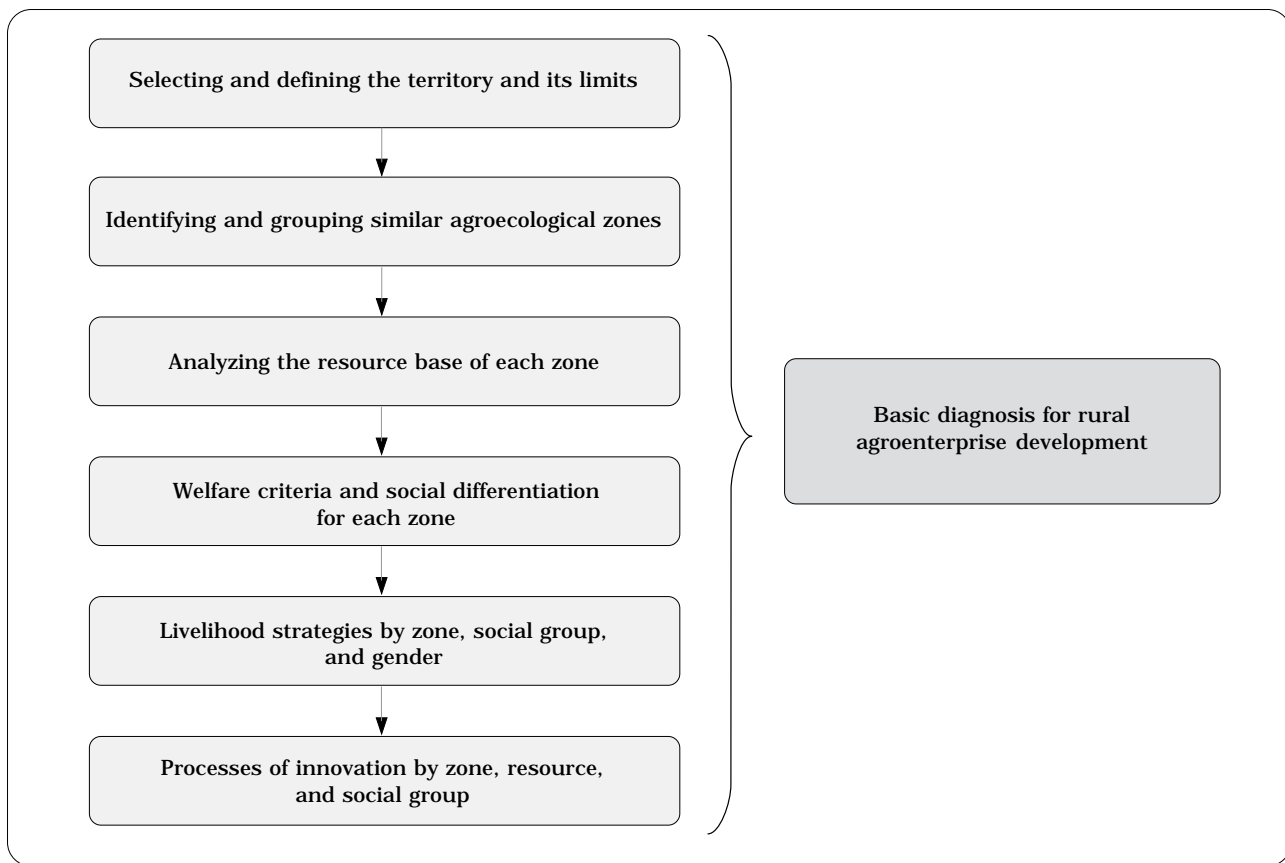 Selecting and defining the territory and its limits
Identifying and grouping similar agroecological zones
Analyzing the resource base of each zone
Welfare criteria and social differentiation
for each zone
Livelihood strategies by zone, social group,
and gender
Processes of innovation by zone, resource,
and social group
Basic diagnosis for rural
agroenterprise development